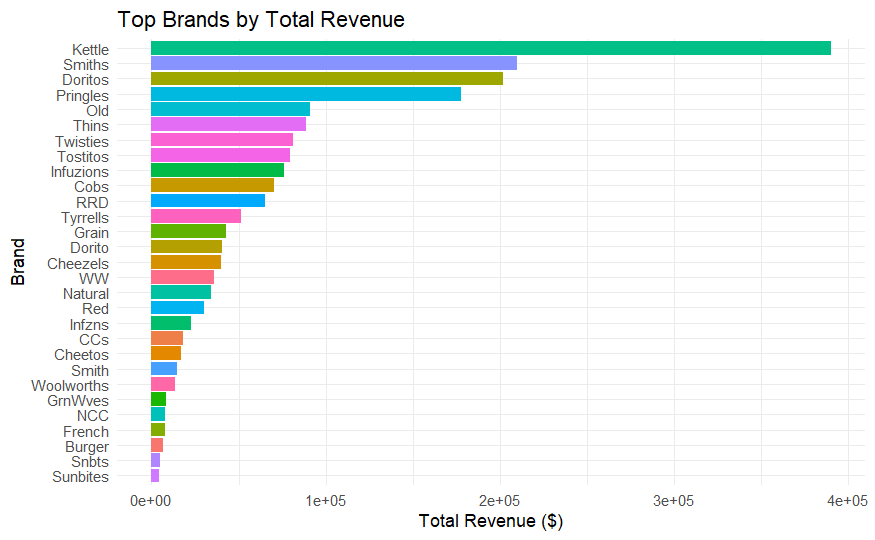 Top Brands by Total Revenue
Brand
Kettle
Smiths
Doritos
Pringles
Old
Thins
Twisties
Tostitos
Infuzions
Cobs
RRD
Tyrrells
Grain
Dorito
Cheezels
WW
Natural
Red
Infzns
CCs
Cheetos
Smith
Woolworths
GrnWves
NCC
French
Burger
Snbts
Sunbites
0e+00 1e+05 2e+05 3e+05 4e+05
Total Revenue ($)